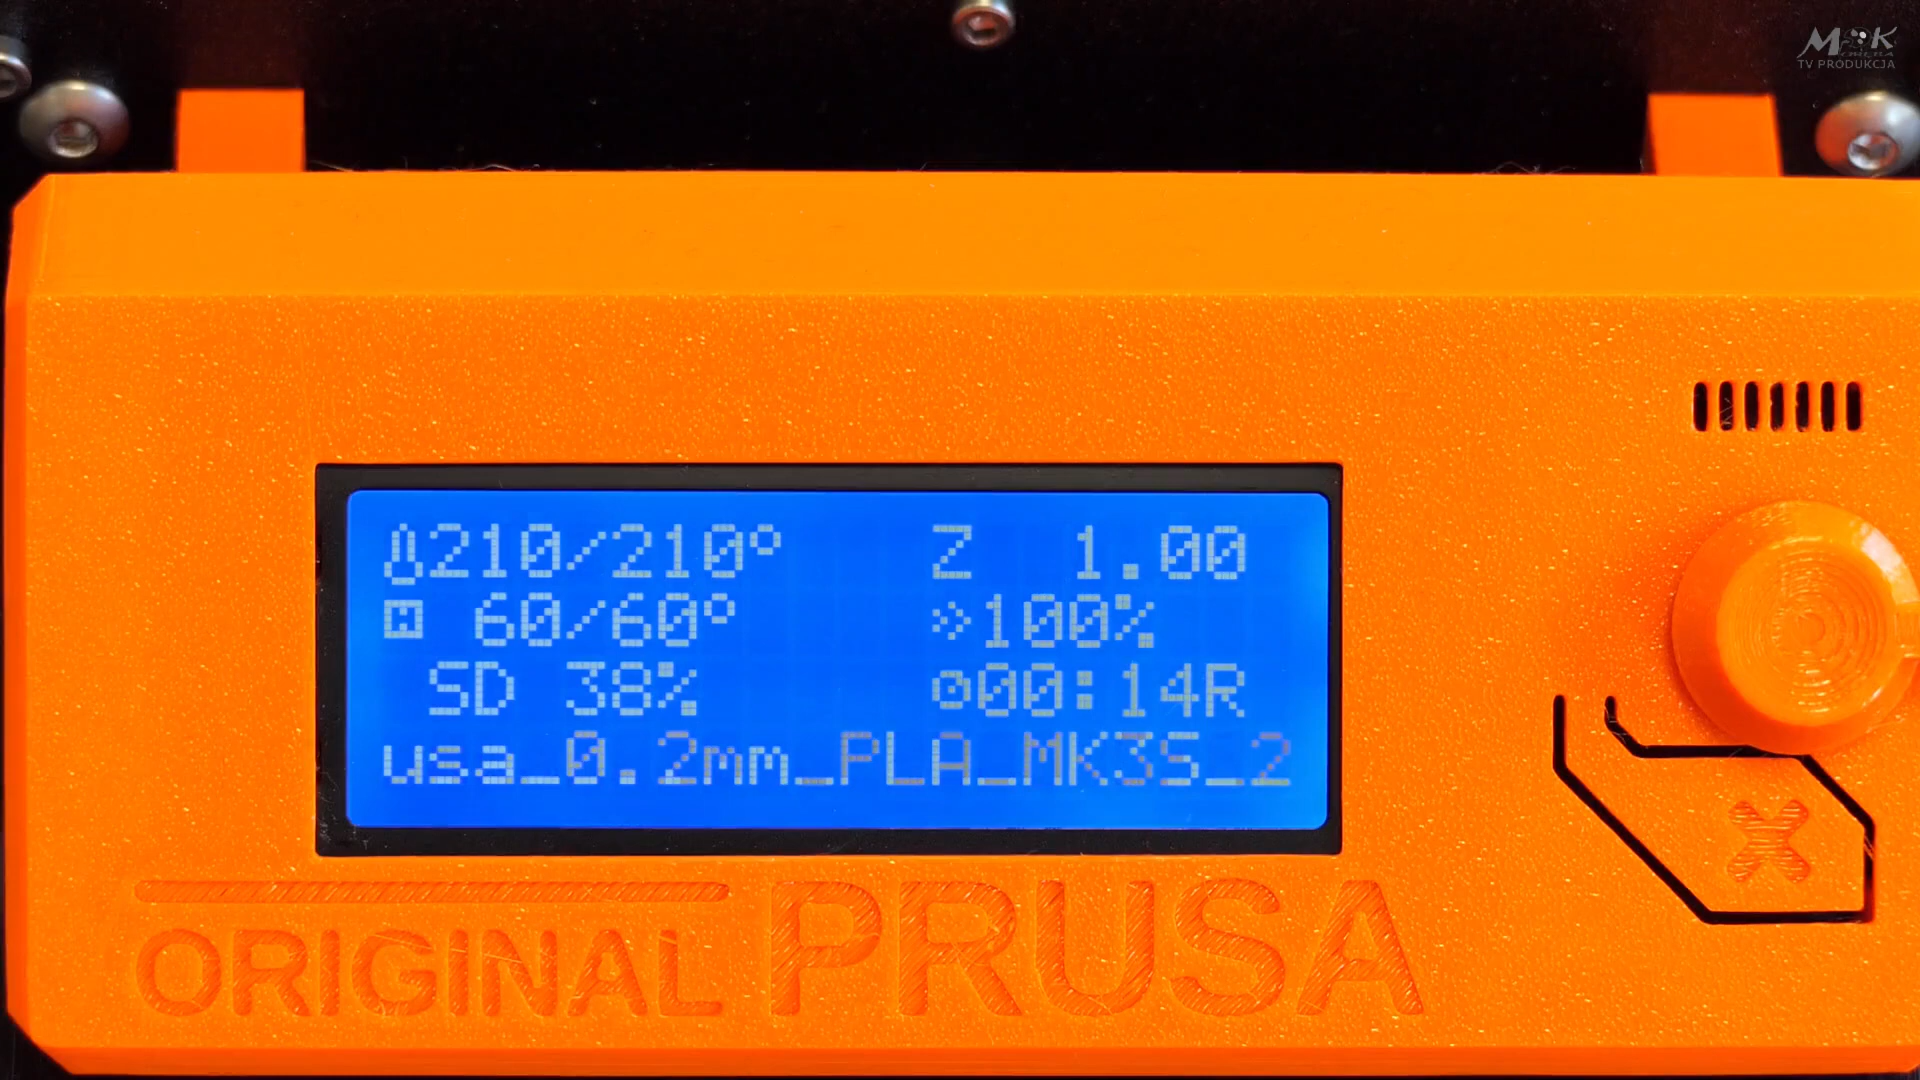 210/210° Z 1.00
60/60° 100%
SD 38% 00:14R
usa_0.2mm_PLA_MK3S_2
ORIGINAL PRUSA
TV PRODUKCJA